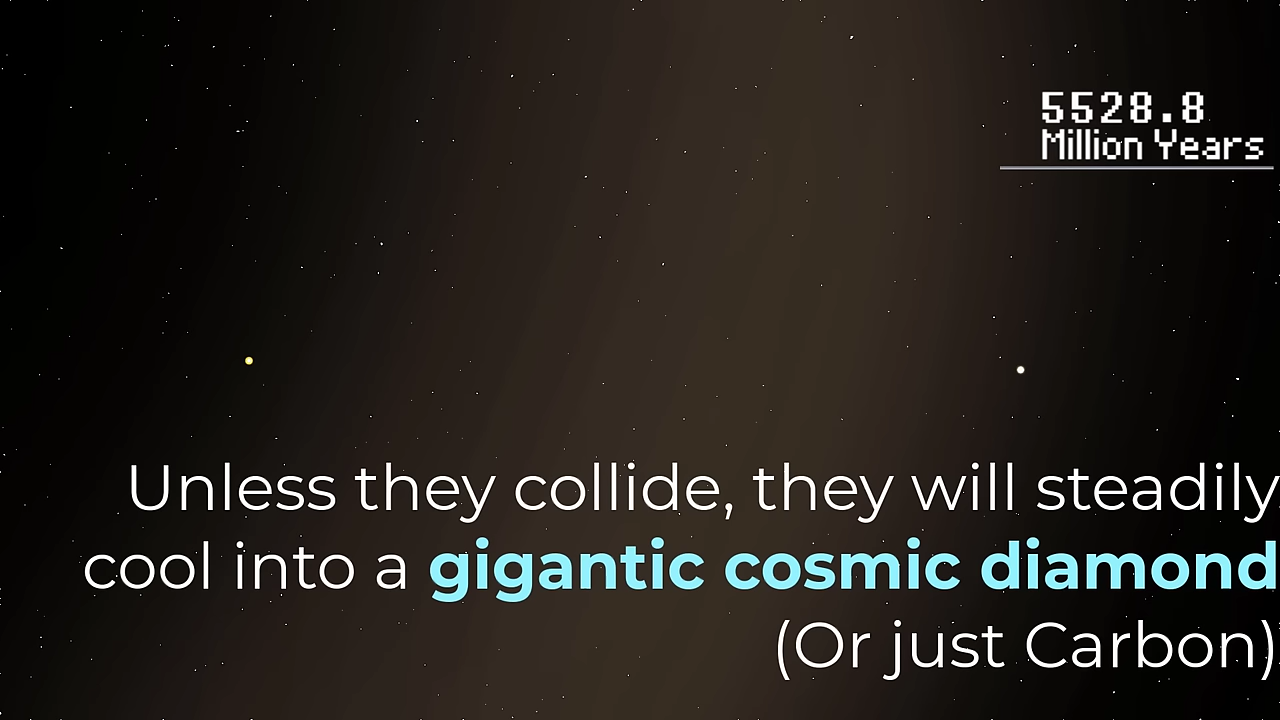 5528.8
Million Years
Unless they collide, they will steadily
cool into a gigantic cosmic diamond
(Or just Carbon)